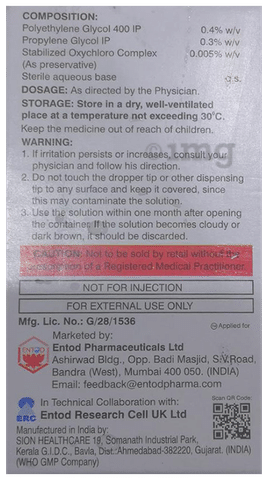 COMPOSITION:
Polyethylene Glycol 400 IP 0.4% w/v
Propylene Glycol IP 0.3% w/v
Stabilized Oxychloro Complex 0.005% w/v
(As preservative)
Sterile aqueous base q.s.
DOSAGE: As directed by the Physician.
STORAGE: Store in a dry, well-ventilated
place at a temperature not exceeding 30°C.
Keep the medicine out of reach of children.
WARNING:
1. If irritation persists or increases, consult your
physician and follow his direction.
2. Do not touch the dropper tip or other dispensing
tip to any surface and keep it covered, since
this may contaminate the solution.
3. Use the solution within one month after opening
the container. If the solution becomes cloudy or
dark brown, it should be discarded.
CAUTION: Not to be sold by retail without the
prescription of a Registered Medical Practitioner.
NOT FOR INJECTION
FOR EXTERNAL USE ONLY
Mfg. Lic. No.: G/28/1536
Applied for
Marketed by:
Entod Pharmaceuticals Ltd
Ashirwad Bldg., Opp. Badi Masjid, S.V.Road,
Bandra (West), Mumbai 400 050. (INDIA)
Email: feedback@entodpharma.com
ENTOD
Scan QR Code:
In Technical Collaboration with:
Entod Research Cell UK Ltd
ERC
Manufactured in India by:
SION HEALTHCARE 19, Somanath Industrial Park,
Kerala G.I.D.C., Bavla, Dist.:Ahmedabad-382220, Gujarat. (INDIA)
(WHO GMP Company)
1mg